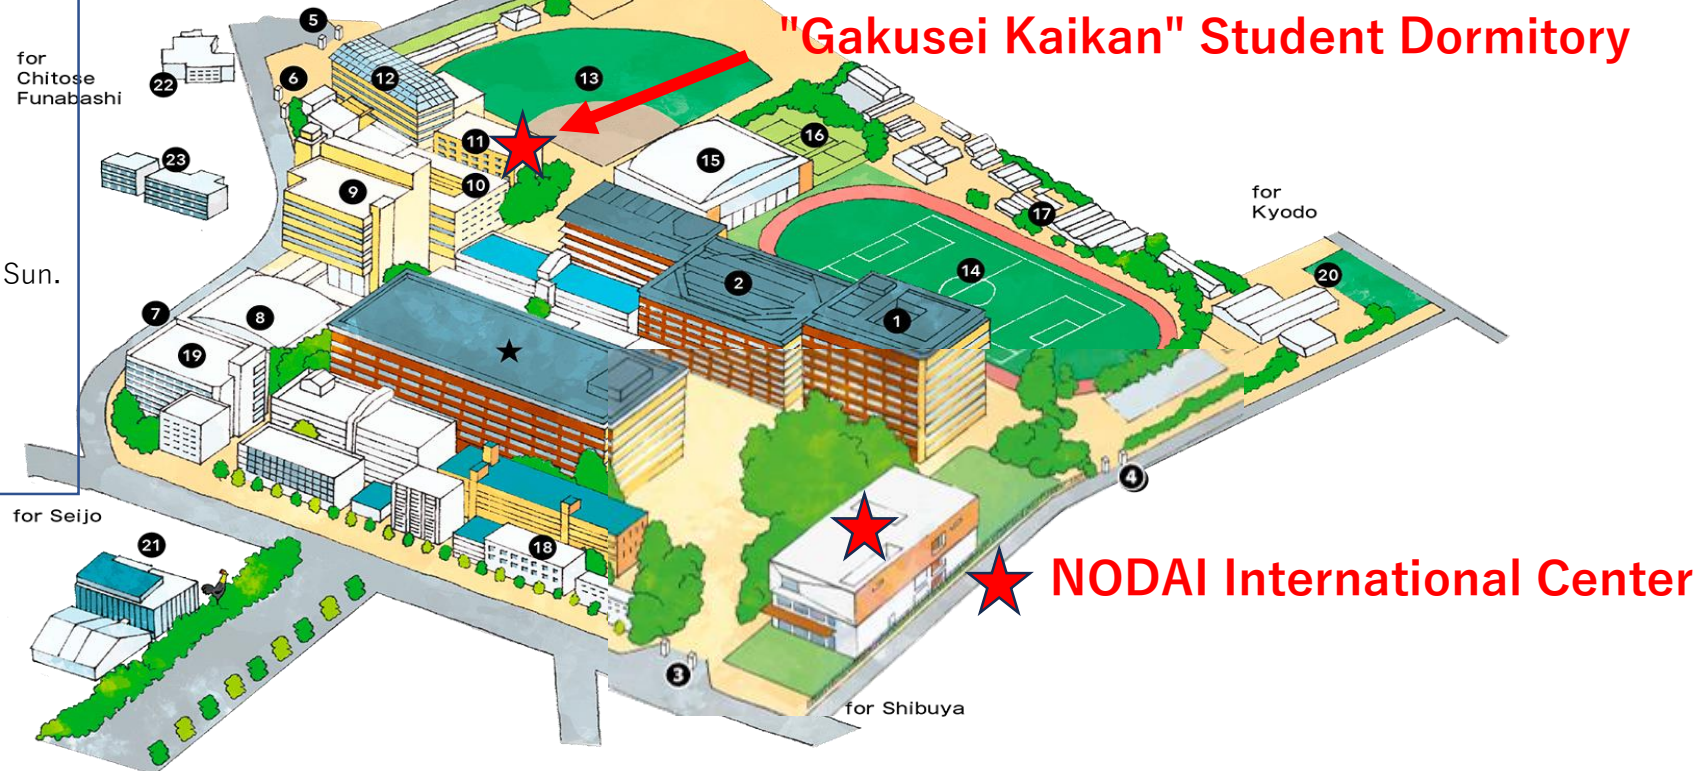 "Gakusei Kaikan" Student Dormitory
5
for
Chitose
Funabashi
22
6
12
13
11
16
15
23
9
10
for
Kyodo
17
Sun.
14
20
2
7
8
1
19
4
for Seijo
21
18
NODAI International Center
3
for Shibuya